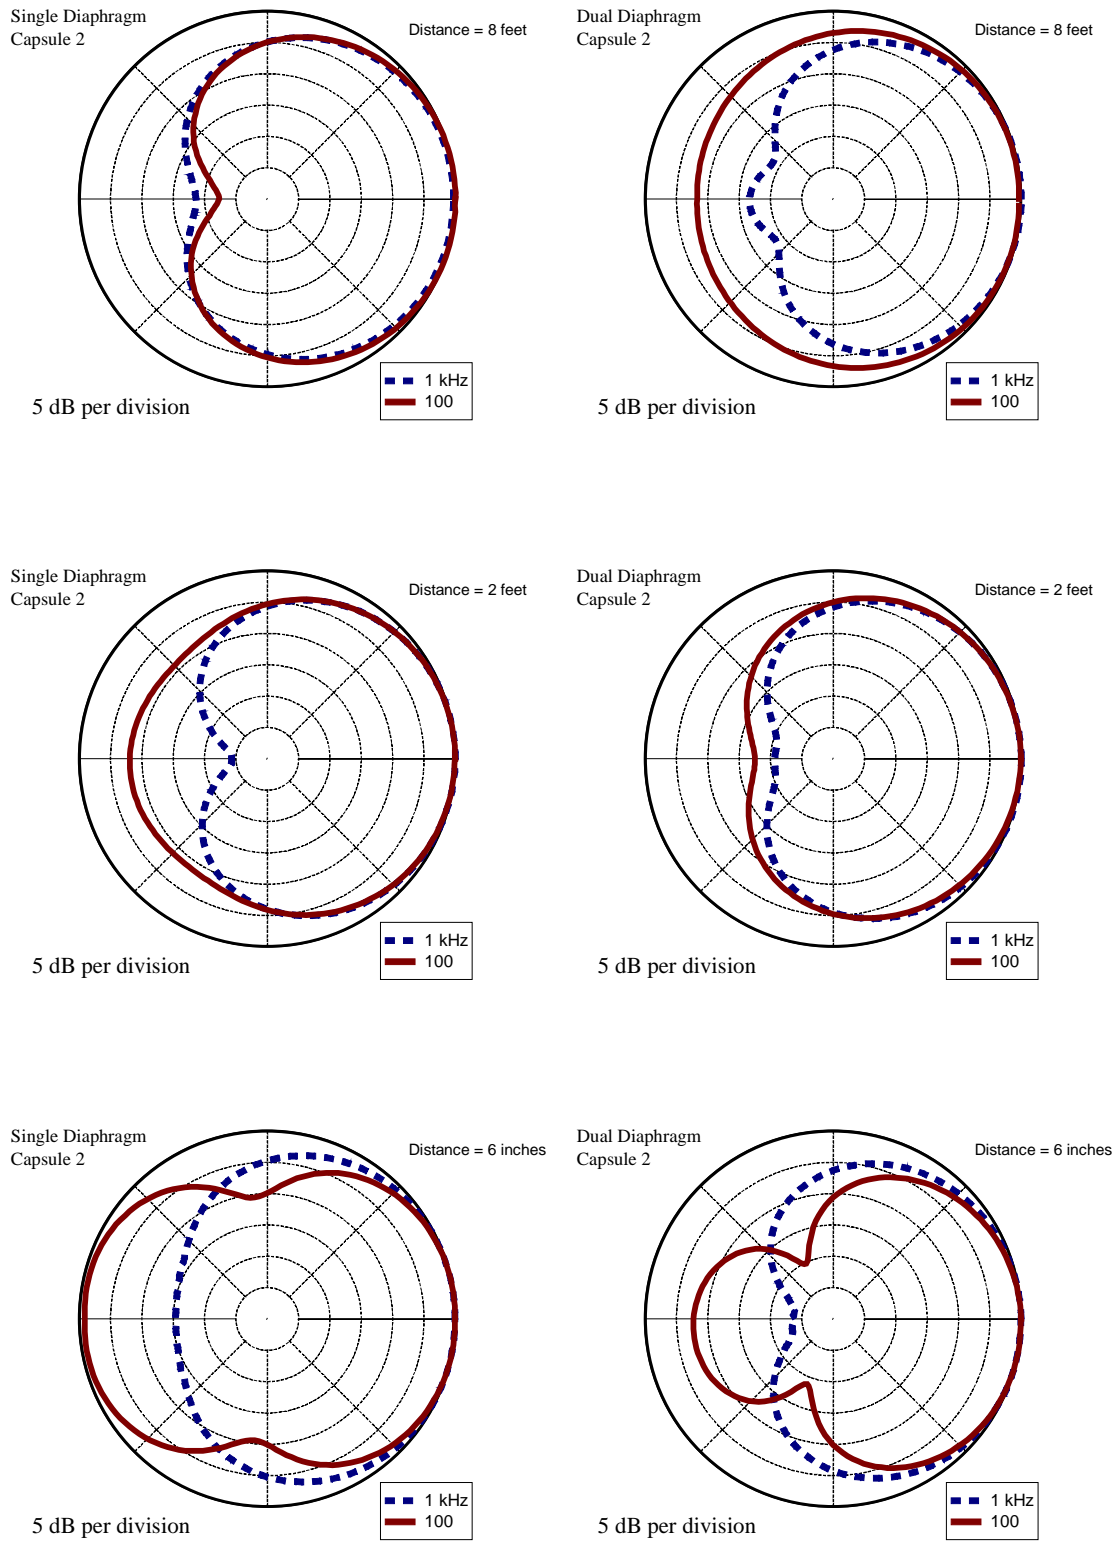 Single Diaphragm
Capsule 2
Distance = 8 feet
1 kHz
100
5 dB per division
Dual Diaphragm
Capsule 2
Distance = 8 feet
1 kHz
100
5 dB per division
Single Diaphragm
Capsule 2
Distance = 2 feet
1 kHz
100
5 dB per division
Dual Diaphragm
Capsule 2
Distance = 2 feet
1 kHz
100
5 dB per division
Single Diaphragm
Capsule 2
Distance = 6 inches
1 kHz
100
5 dB per division
Dual Diaphragm
Capsule 2
Distance = 6 inches
1 kHz
100
5 dB per division